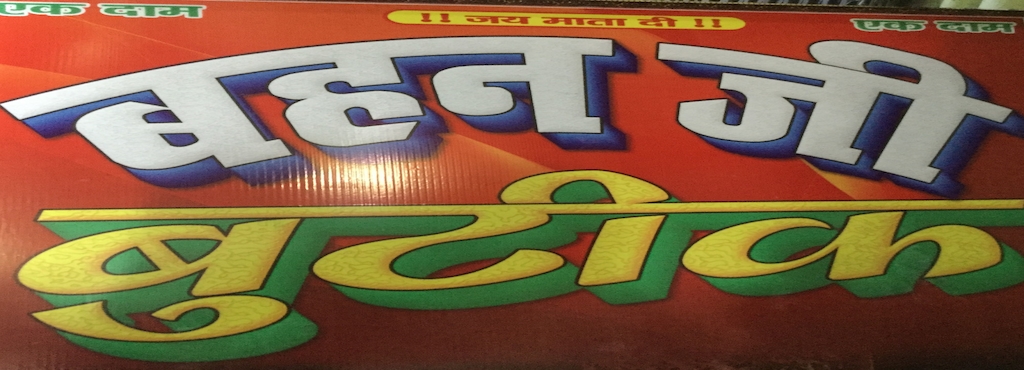 एक दाम !! जय माता दी !! एक दाम
बहन जी
बुटीक